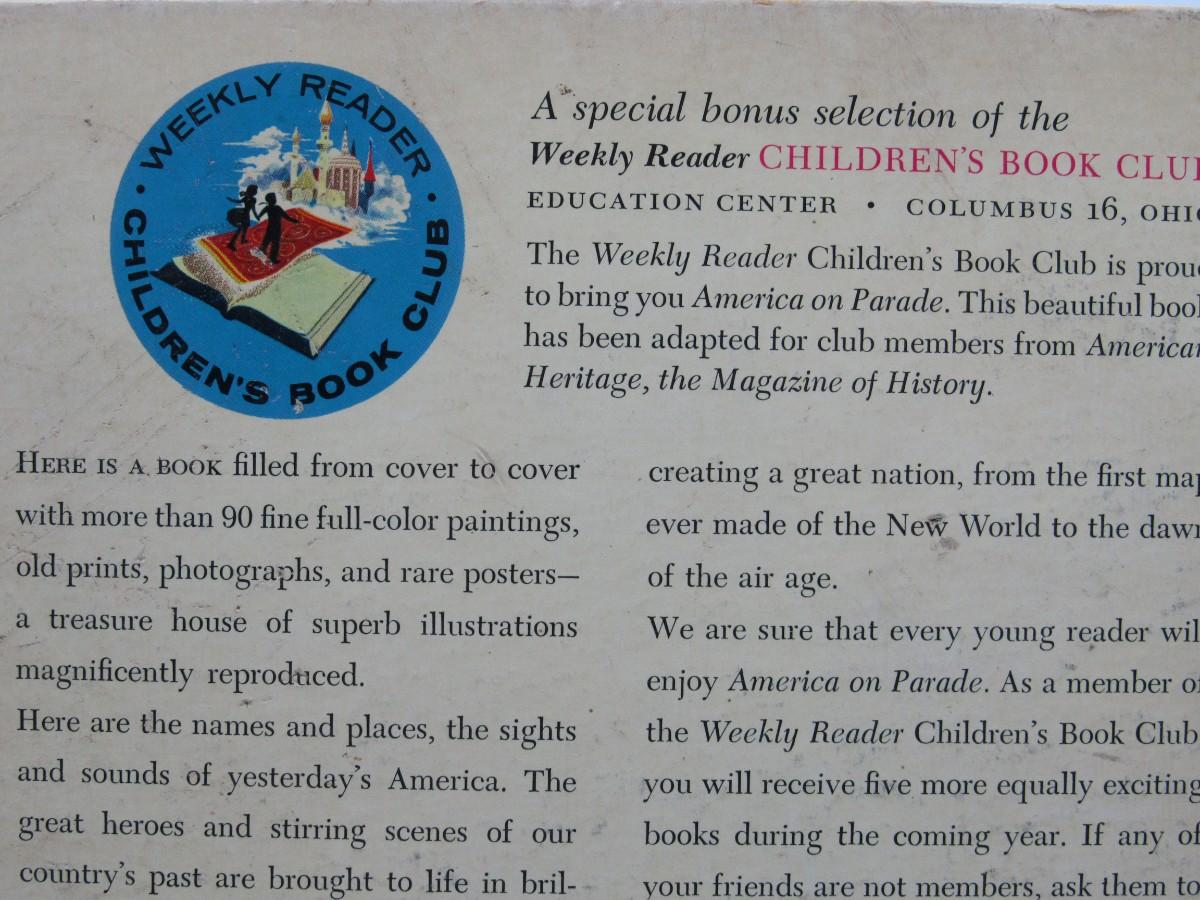 WEEKLY READER
CHILDREN'S BOOK CLUB
A special bonus selection of the
Weekly Reader CHILDREN'S BOOK
EDUCATION CENTER • COLUMBUS 16,
The Weekly Reader Children's Book Club is
to bring you America on Parade. This beautiful
has been adapted for club members from
Heritage, the Magazine of History.
HERE IS A BOOK filled from cover to cover
with more than 90 fine full-color paintings,
old prints, photographs, and rare posters—
a treasure house of superb illustrations
magnificently reproduced.
Here are the names and places, the sights
and sounds of yesterday's America. The
great heroes and stirring scenes of our
country's past are brought to life in bril-
creating a great nation, from the first
ever made of the New World to the
of the air age.
We are sure that every young reader
enjoy America on Parade. As a member of
the Weekly Reader Children's Book Club
you will receive five more equally exciting
books during the coming year. If any of
your friends are not members, ask them to